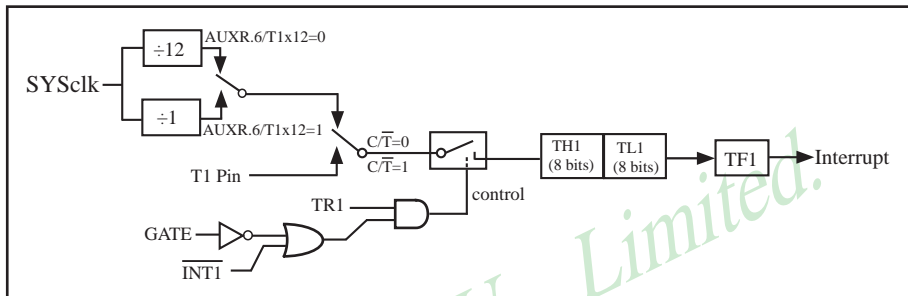 ÷12
AUXR.6/T1x12=0
SYSclk
÷1
AUXR.6/T1x12=1
C/T̅=0
C/T̅=1
T1 Pin
TH1
(8 bits)
TL1
(8 bits)
TF1
Interrupt
control
TR1
GATE
I̅N̅T̅1̅
Limited.